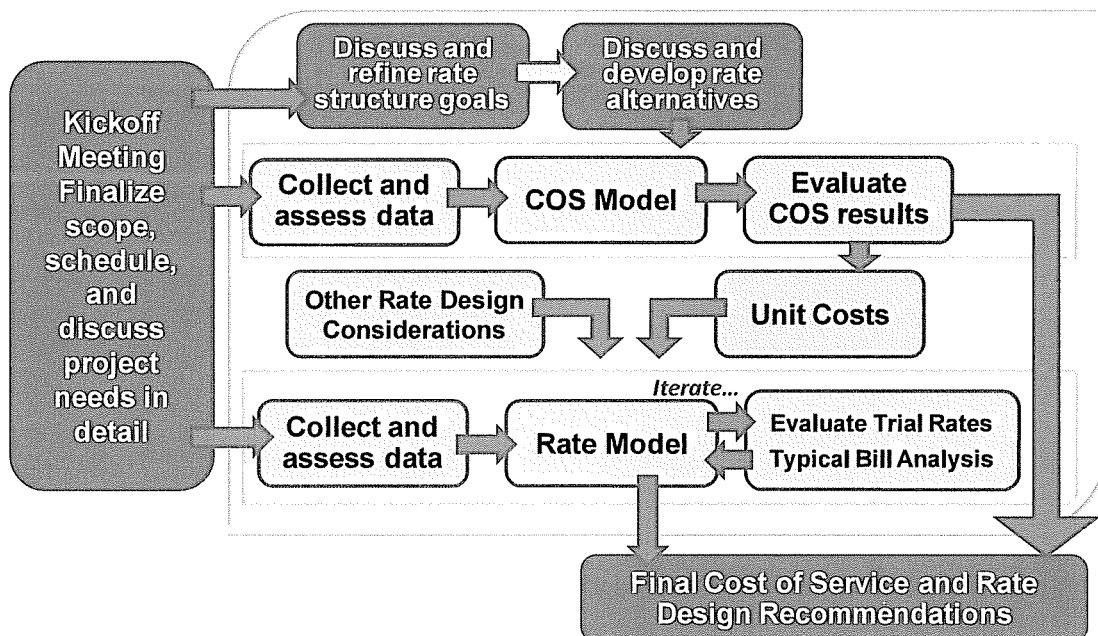 Kickoff
Meeting
Finalize
scope,
schedule,
and
discuss
project
needs in
detail
Discuss and
refine rate
structure goals
Discuss and
develop rate
alternatives
Collect and
assess data
COS Model
Evaluate
COS results
Other Rate Design
Considerations
Unit Costs
Iterate...
Collect and
assess data
Rate Model
Evaluate Trial Rates
Typical Bill Analysis
Final Cost of Service and Rate
Design Recommendations